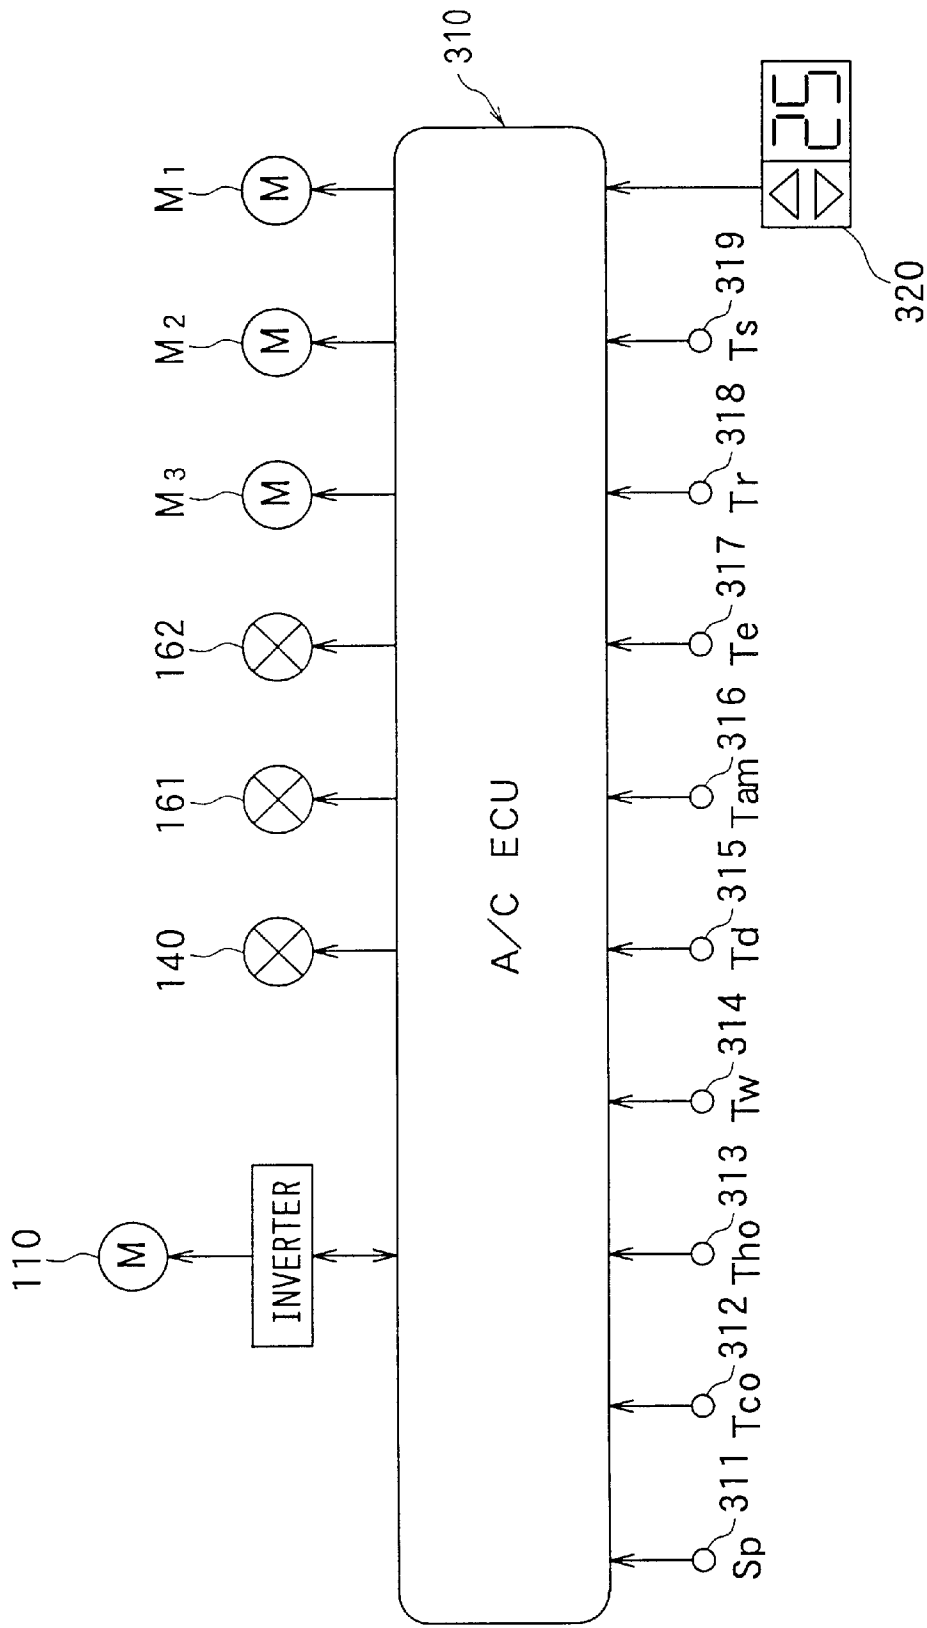 110
M
INVERTER
140
161
162
M3
M
M2
M
M1
M
310
A/C ECU
Sp
311
Tco
312
Tho
313
Tw
314
Td
315
Tam
316
Te
317
Tr
318
Ts
319
320
25